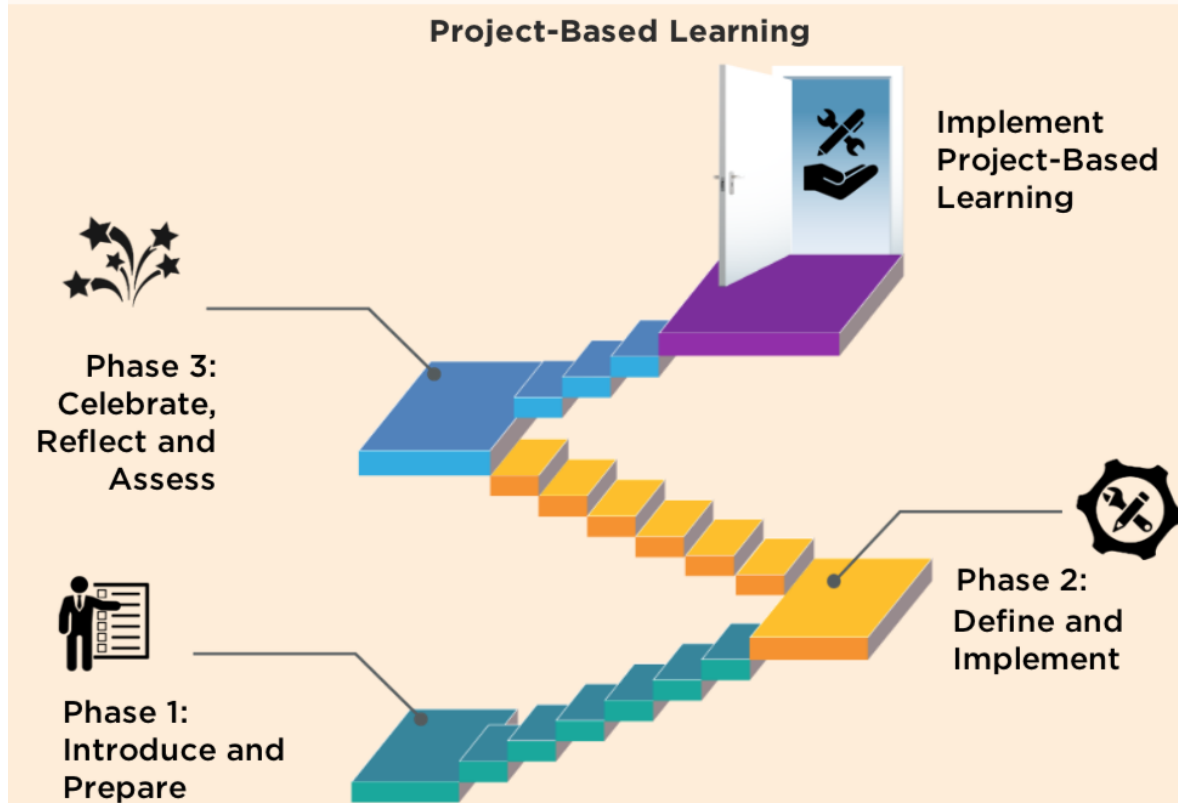 Project-Based Learning
Implement
Project-Based
Learning
Phase 3:
Celebrate,
Reflect and
Assess
Phase 2:
Define and
Implement
Phase 1:
Introduce and
Prepare